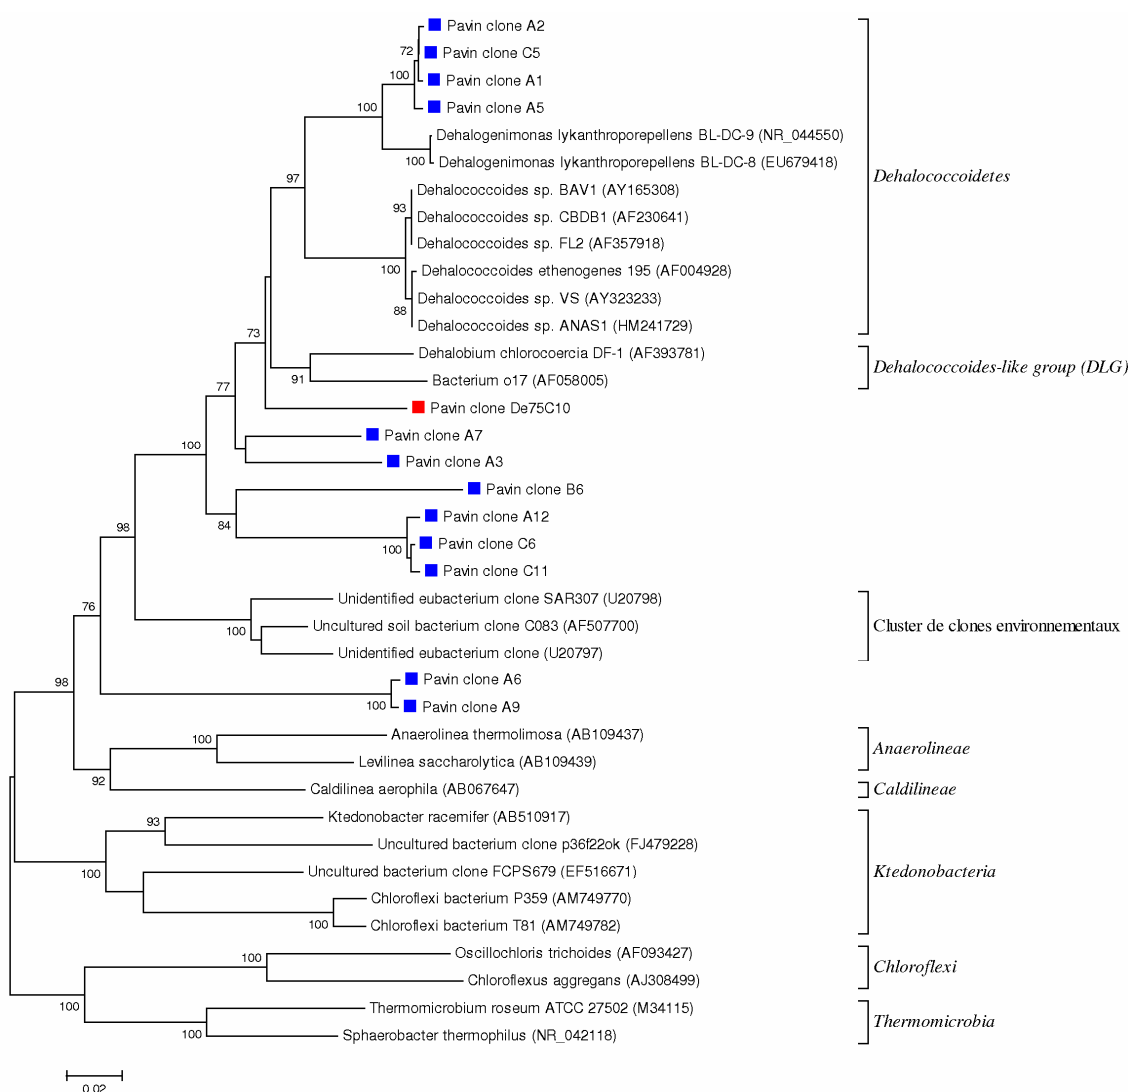 Pavin clone A2
72
Pavin clone C5
100
Pavin clone A1
100
Pavin clone A5
Dehalogenimonas lykanthroporepellens BL-DC-9 (NR_044550)
100
Dehalogenimonas lykanthroporepellens BL-DC-8 (EU679418)
Dehalococcoidetes
97
Dehalococcoides sp. BAV1 (AY165308)
93
Dehalococcoides sp. CBDB1 (AF230641)
Dehalococcoides sp. FL2 (AF357918)
100
Dehalococcoides ethenogenes 195 (AF004928)
Dehalococcoides sp. VS (AY323233)
88
Dehalococcoides sp. ANAS1 (HM241729)
73
Dehalobium chlorocoercia DF-1 (AF393781)
Dehalococcoides-like group (DLG)
91
Bacterium o17 (AF058005)
77
Pavin clone De75C10
Pavin clone A7
100
Pavin clone A3
Pavin clone B6
84
Pavin clone A12
98
Pavin clone C6
100
Pavin clone C11
Unidentified eubacterium clone SAR307 (U20798)
76
Uncultured soil bacterium clone C083 (AF507700)
Cluster de clones environnementaux
100
Unidentified eubacterium clone (U20797)
98
Pavin clone A6
100
Pavin clone A9
Anaerolinea thermolimosa (AB109437)
100
Anaerolineae
Levilinea saccharolytica (AB109439)
92
Caldilinea aerophila (AB067647)
Caldilineae
Ktedonobacter racemifer (AB510917)
93
Uncultured bacterium clone p36f22ok (FJ479228)
100
Uncultured bacterium clone FCPS679 (EF516671)
Ktedonobacteria
Chloroflexi bacterium P359 (AM749770)
100
Chloroflexi bacterium T81 (AM749782)
Oscillochloris trichoides (AF093427)
100
Chloroflexi
Chloroflexus aggregans (AJ308499)
100
Thermomicrobium roseum ATCC 27502 (M34115)
Thermomicrobia
100
Sphaerobacter thermophilus (NR_042118)
0.02